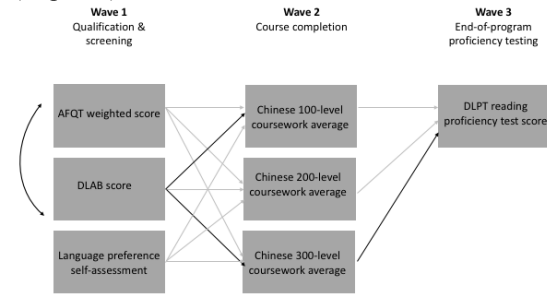 Wave 1
Qualification &
screening
Wave 2
Course completion
Wave 3
End-of-program
proficiency testing
AFQT weighted score
DLAB score
Language preference
self-assessment
Chinese 100-level
coursework average
Chinese 200-level
coursework average
Chinese 300-level
coursework average
DLPT reading
proficiency test score